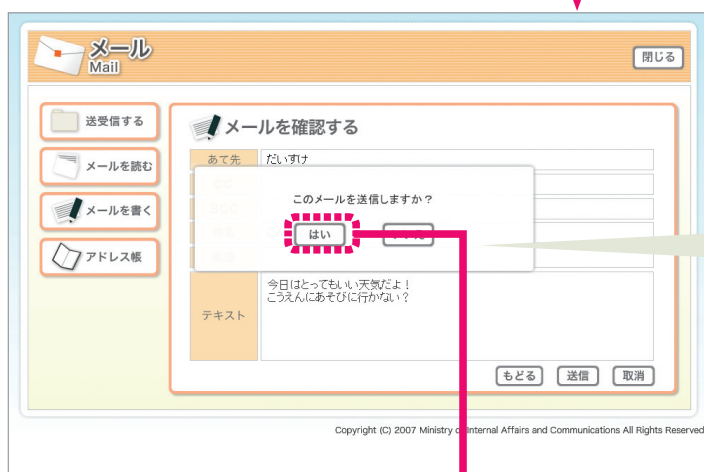 メール
Mail
閉じる
送受信する
メールを読む
メールを書く
アドレス帳
メールを確認する
あて先
だいすけ
このメールを送信しますか？
はい
テキスト
今日はとってもいい天気だよ！
こうえんにあそびに行かない？
もどる
送信
取消
Copyright (C) 2007 Ministry of Internal Affairs and Communications All Rights Reserved